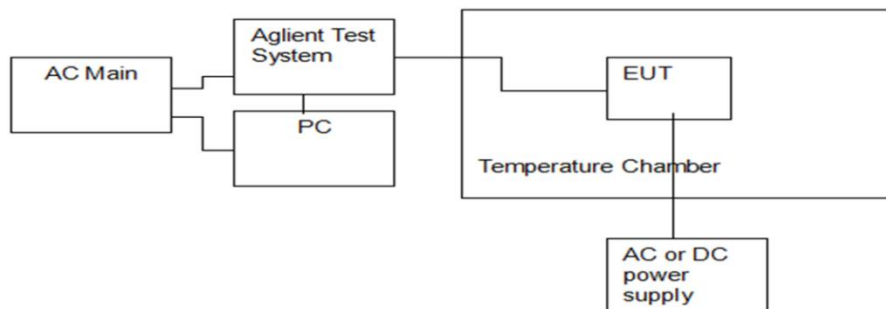 Aglient Test
System
AC Main
EUT
PC
Temperature Chamber
AC or DC
power
supply